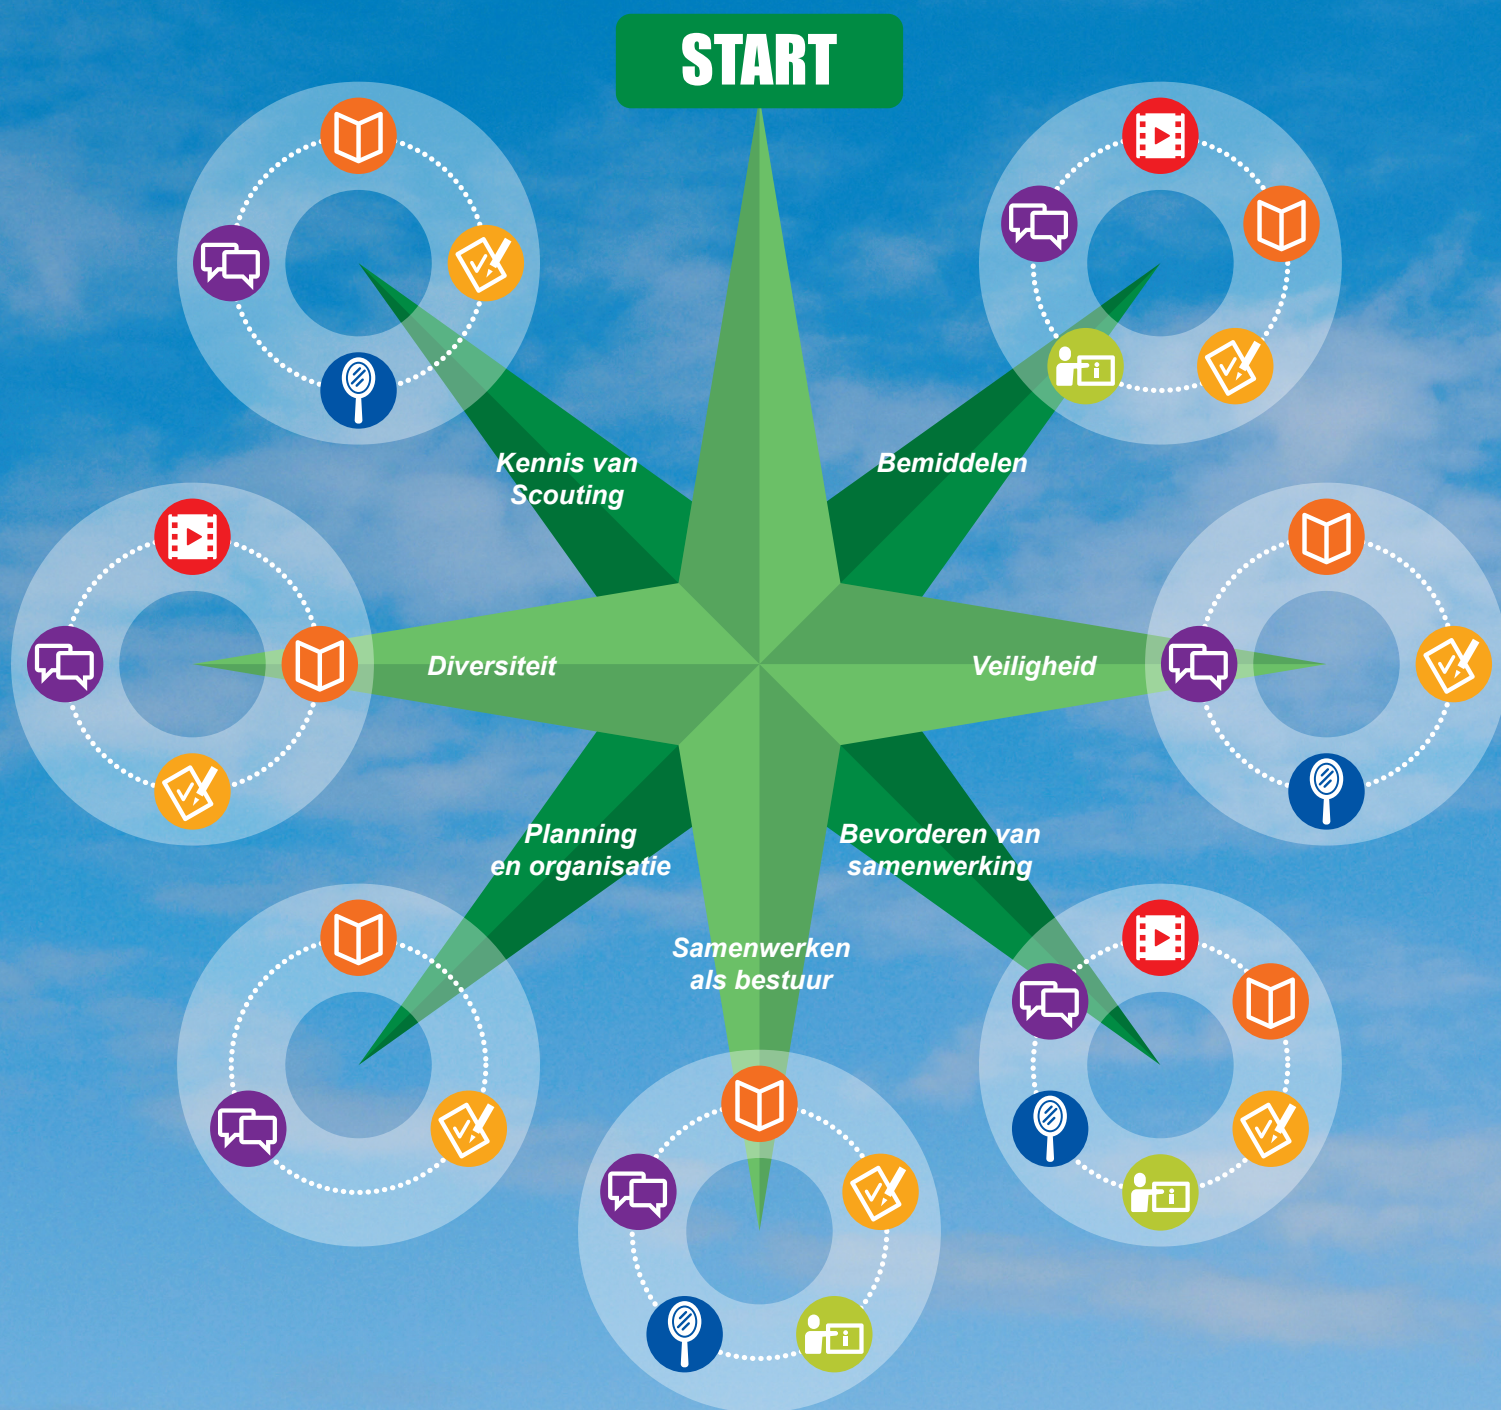 START
Kennis van
Scouting
Bemiddelen
Diversiteit
Veiligheid
Planning
en organisatie
Bevorderen van
samenwerking
Samenwerken
als bestuur
i
i
i